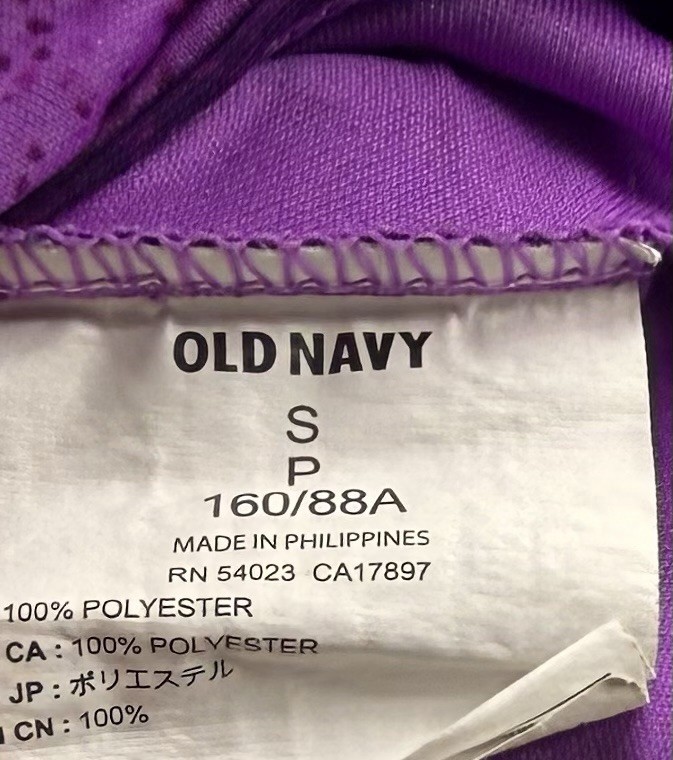 OLD NAVY
S
P
160/88A
MADE IN PHILIPPINES
RN 54023 CA17897
100% POLYESTER
CA : 100% POLYESTER
JP : ポリエステル
CN : 100%